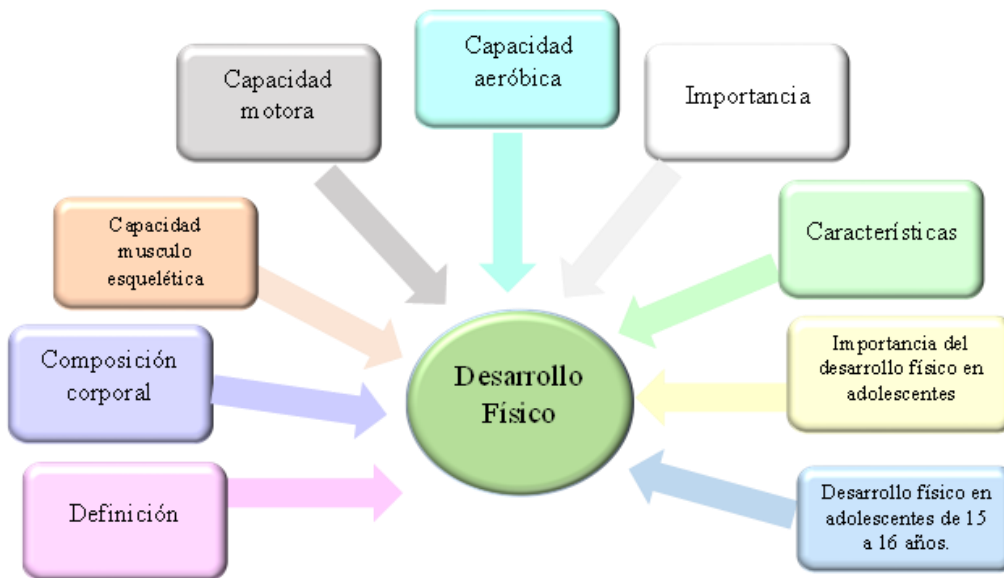 Capacidad
motora
Capacidad
aeróbica
Importancia
Capacidad
musculo
esquelética
Características
Composición
corporal
Desarrollo
Físico
Importancia del
desarrollo físico en
adolescentes
Definición
Desarrollo físico en
adolescentes de 15
a 16 años.